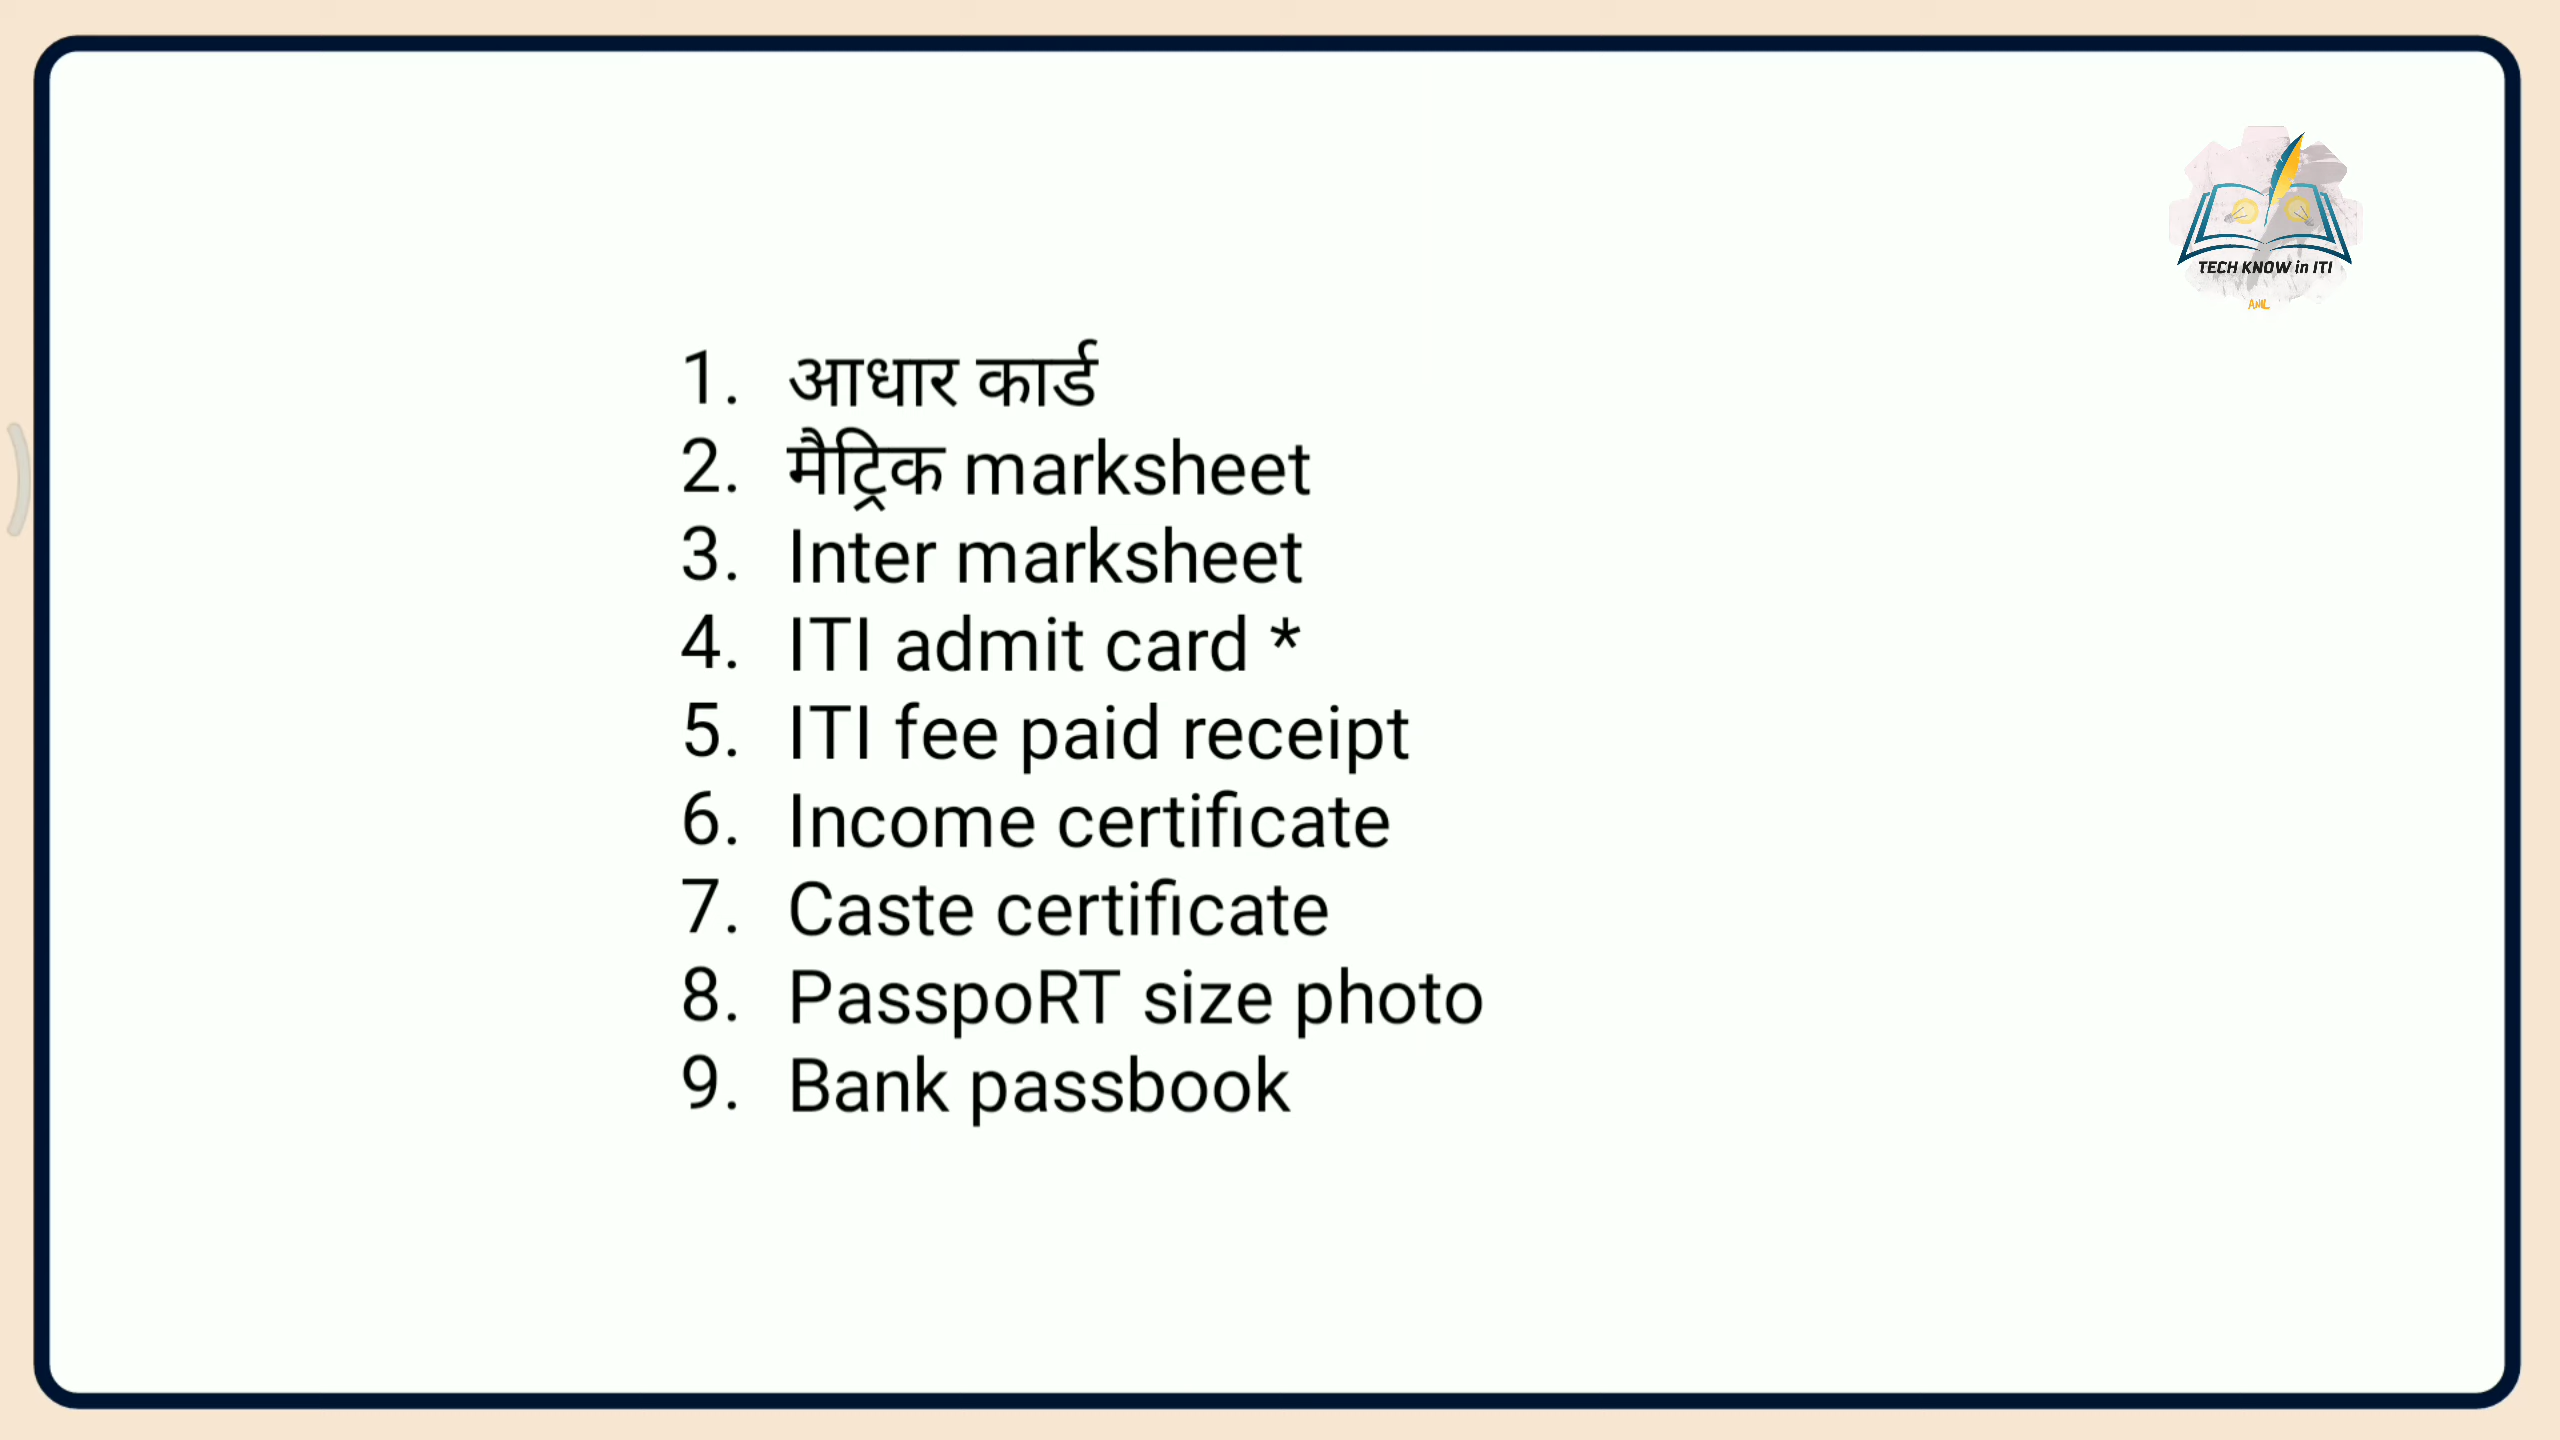 TECH KNOW in ITI
ANIL
1. आधार कार्ड
2. मैट्रिक marksheet
3. Inter marksheet
4. ITI admit card *
5. ITI fee paid receipt
6. Income certificate
7. Caste certificate
8. PasspoRT size photo
9. Bank passbook